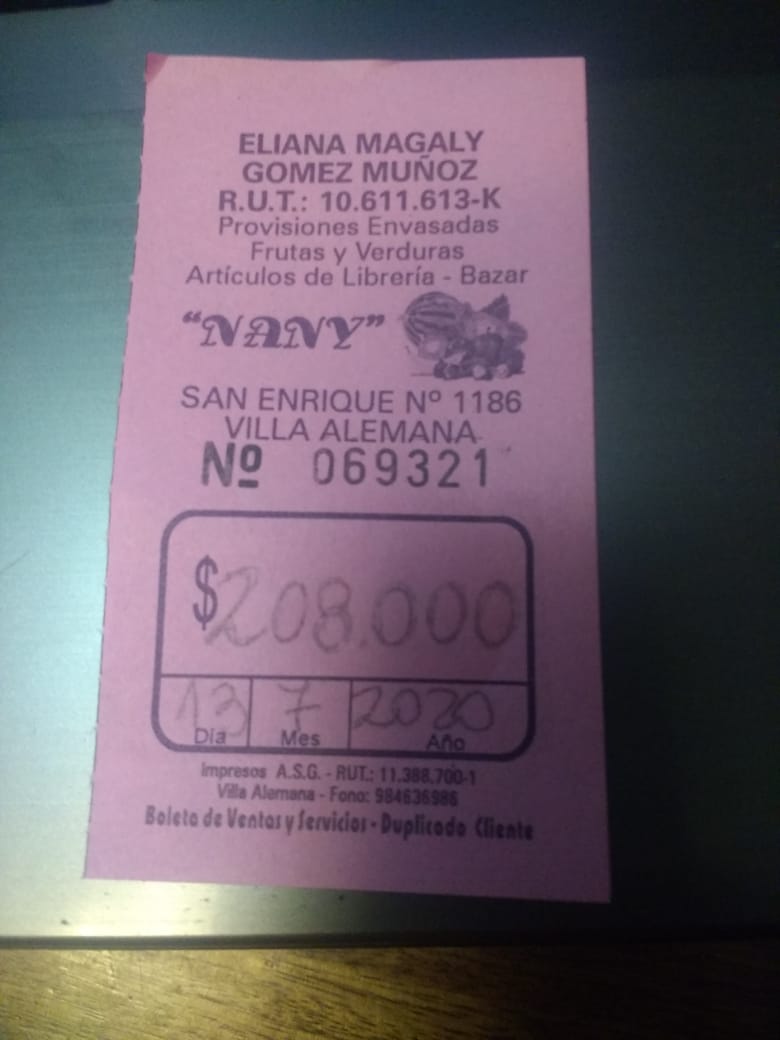 ELIANA MAGALY
GOMEZ MUÑOZ
R.U.T.: 10.611.613-K
Provisiones Envasadas
Frutas y Verduras
Artículos de Librería - Bazar
"NANY"
SAN ENRIQUE Nº 1186
VILLA ALEMANA
Nº 069321
$208.000
13 7 2020
Día Mes Año
Impresos A.S.G. - RUT.: 11.388.700-1
Villa Alemana - Fono: 984636986
Boleta de Ventas y Servicios - Duplicado Cliente